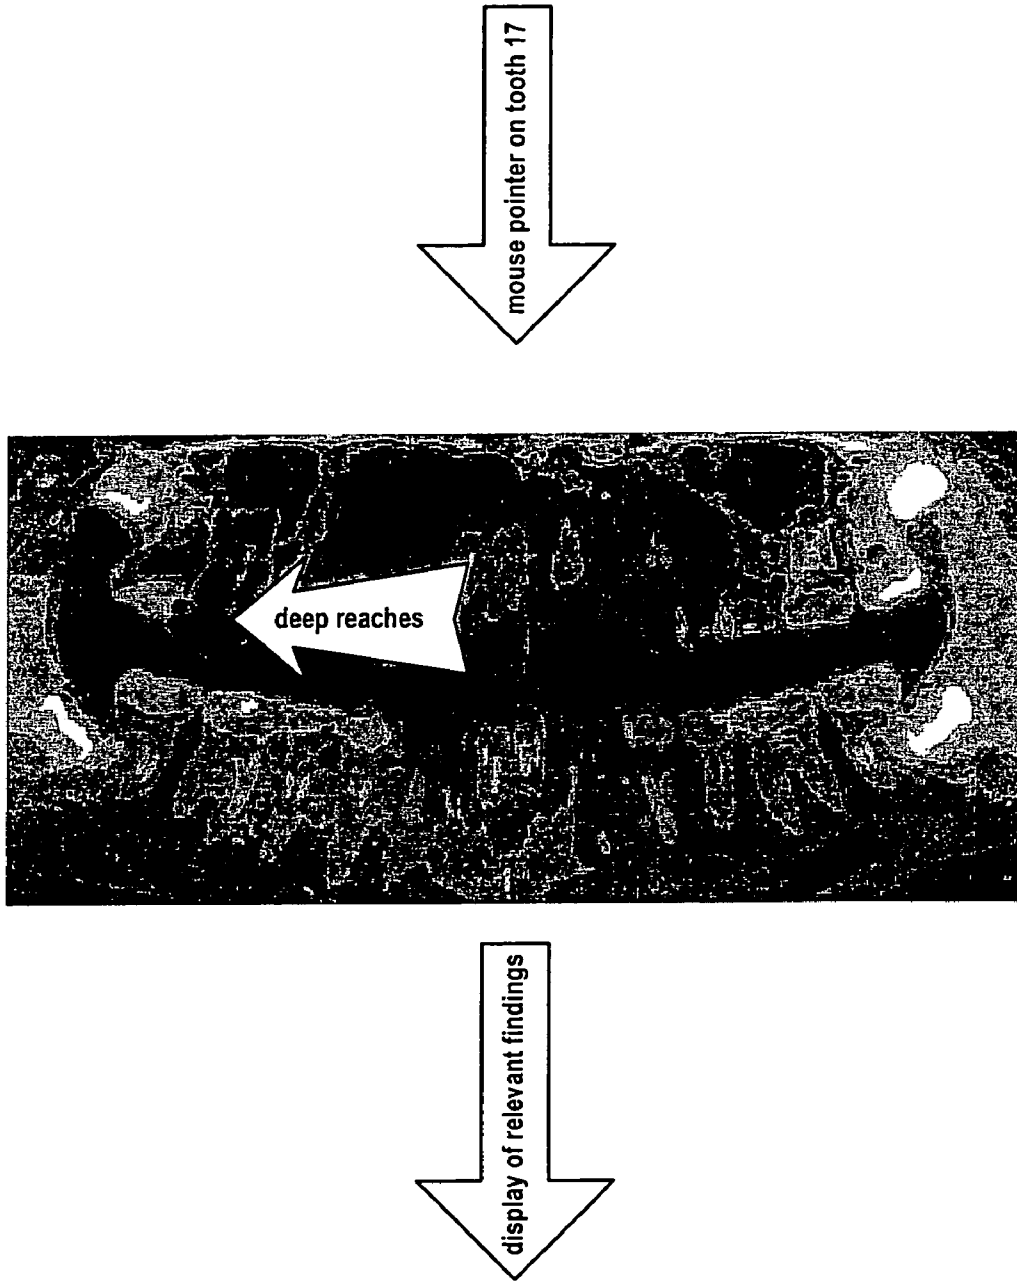 mouse pointer on tooth 17
deep reaches
display of relevant findings